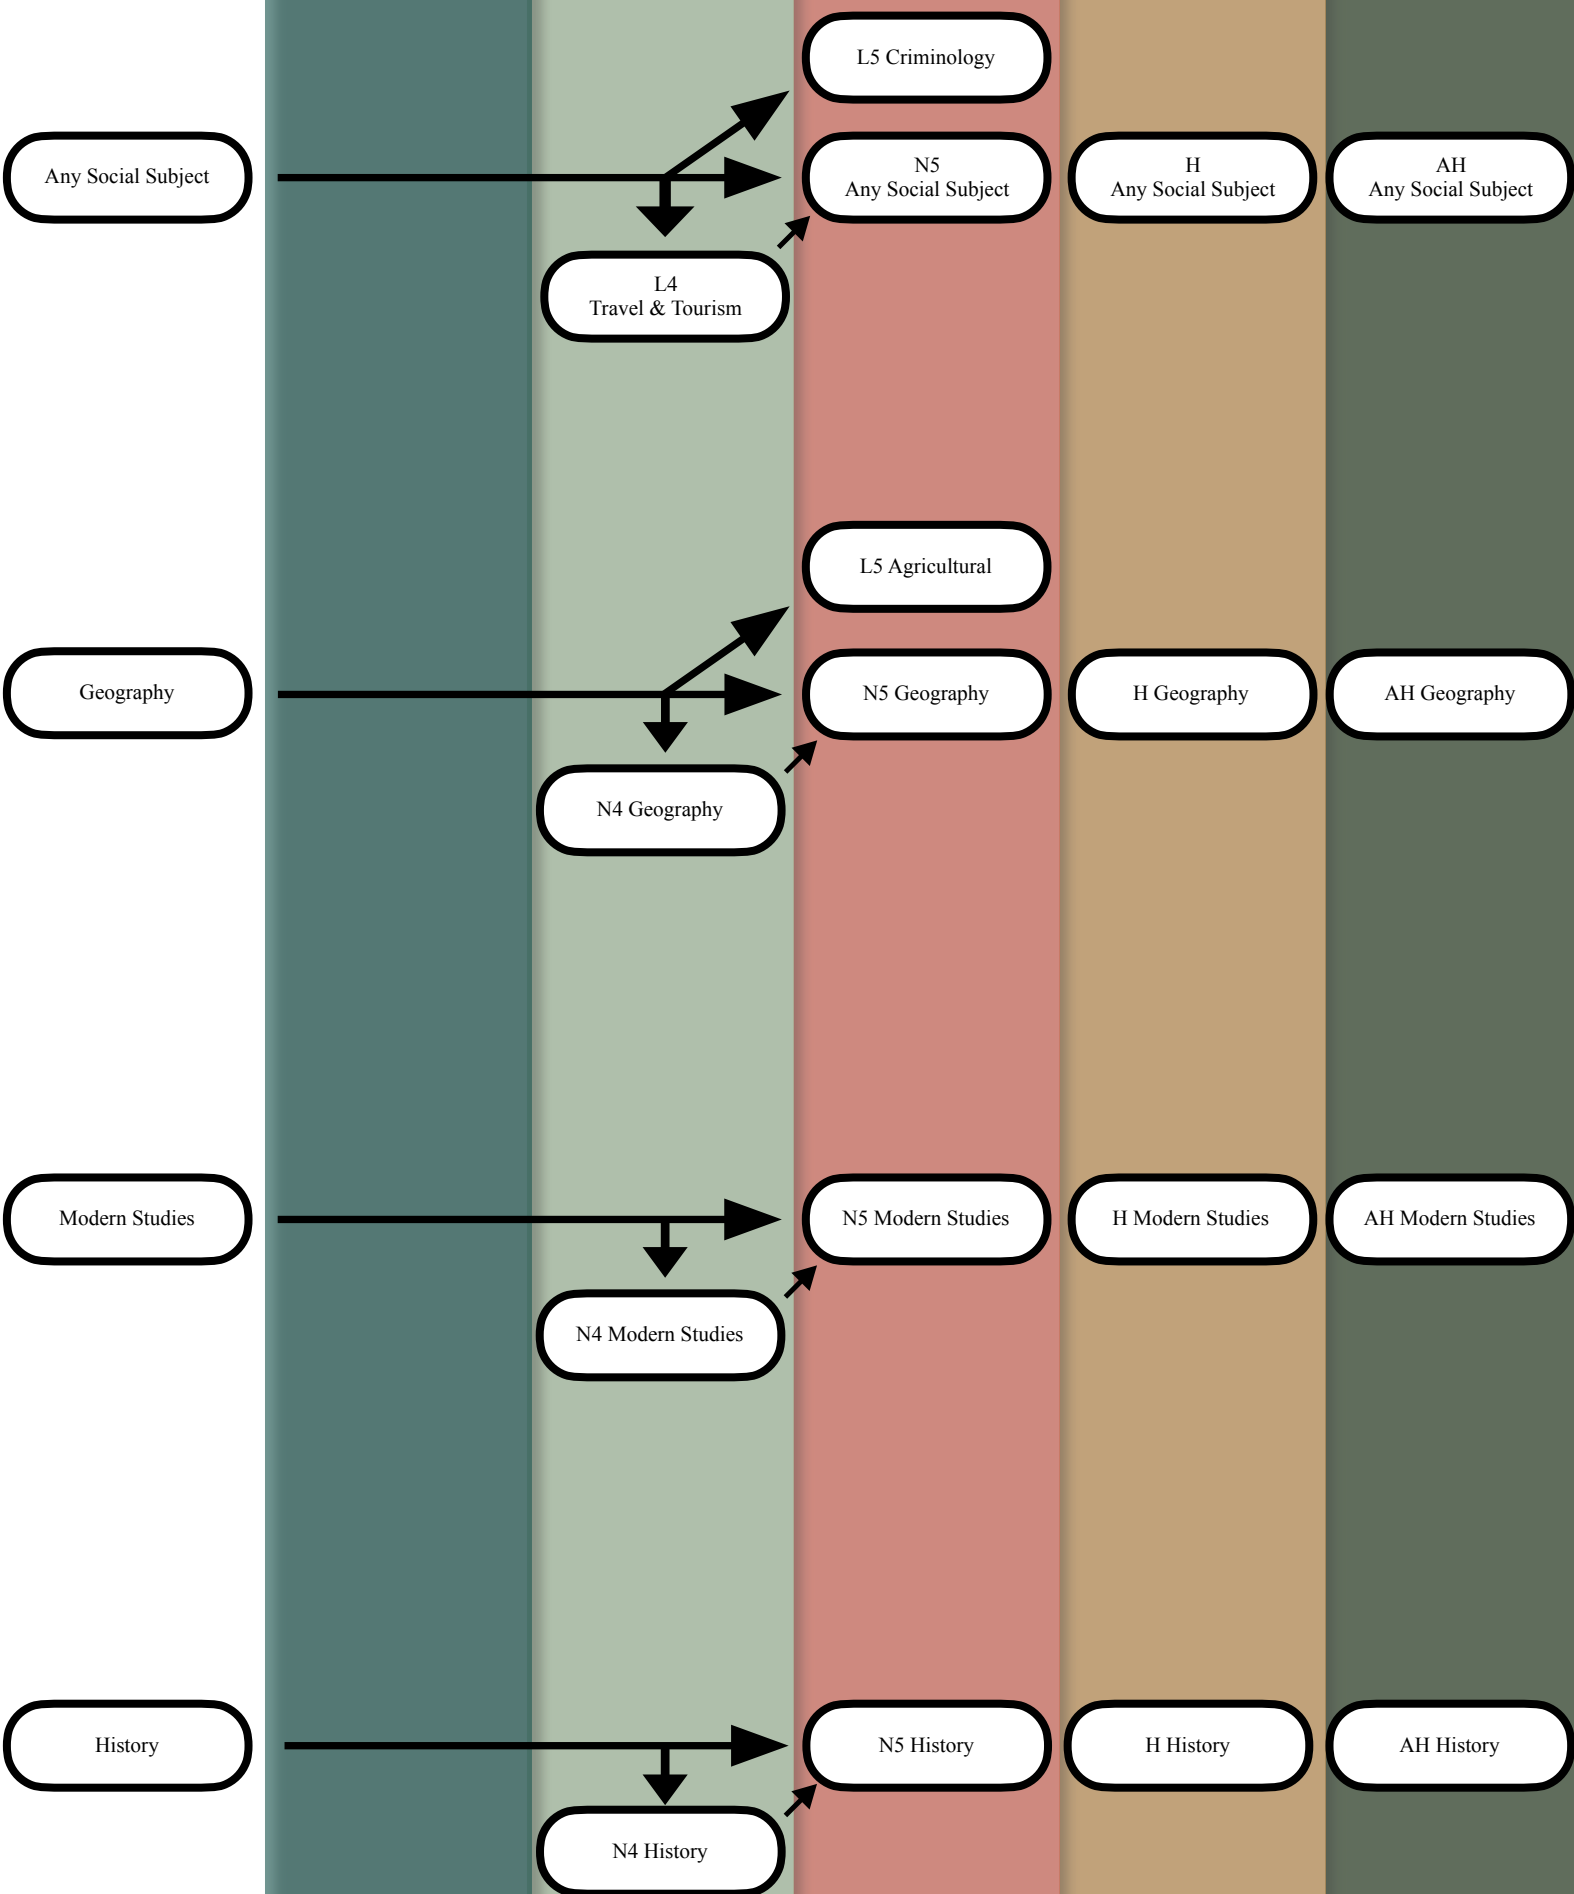 L5 Criminology
Any Social Subject
N5
Any Social Subject
H
Any Social Subject
AH
Any Social Subject
L4
Travel & Tourism
L5 Agricultural
Geography
N5 Geography
H Geography
AH Geography
N4 Geography
Modern Studies
N5 Modern Studies
H Modern Studies
AH Modern Studies
N4 Modern Studies
History
N5 History
H History
AH History
N4 History